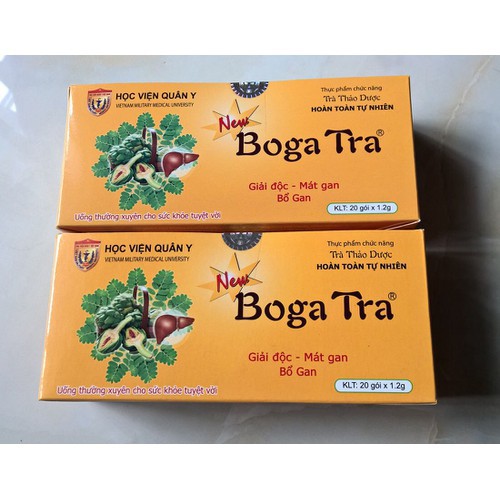 HỌC VIỆN QUÂN Y
VIETNAM MILITARY MEDICAL UNIVERSITY
Thực phẩm chức năng
Trà Thảo Dược
HOÀN TOÀN TỰ NHIÊN
New
Boga Tra®
Giải độc - Mát gan
Bổ Gan
Uống thường xuyên cho sức khỏe tuyệt vời
KLT: 20 gói x 1.2g
HỌC VIỆN QUÂN Y
VIETNAM MILITARY MEDICAL UNIVERSITY
Thực phẩm chức năng
Trà Thảo Dược
HOÀN TOÀN TỰ NHIÊN
New
Boga Tra®
Giải độc - Mát gan
Bổ Gan
Uống thường xuyên cho sức khỏe tuyệt vời
KLT: 20 gói x 1.2g